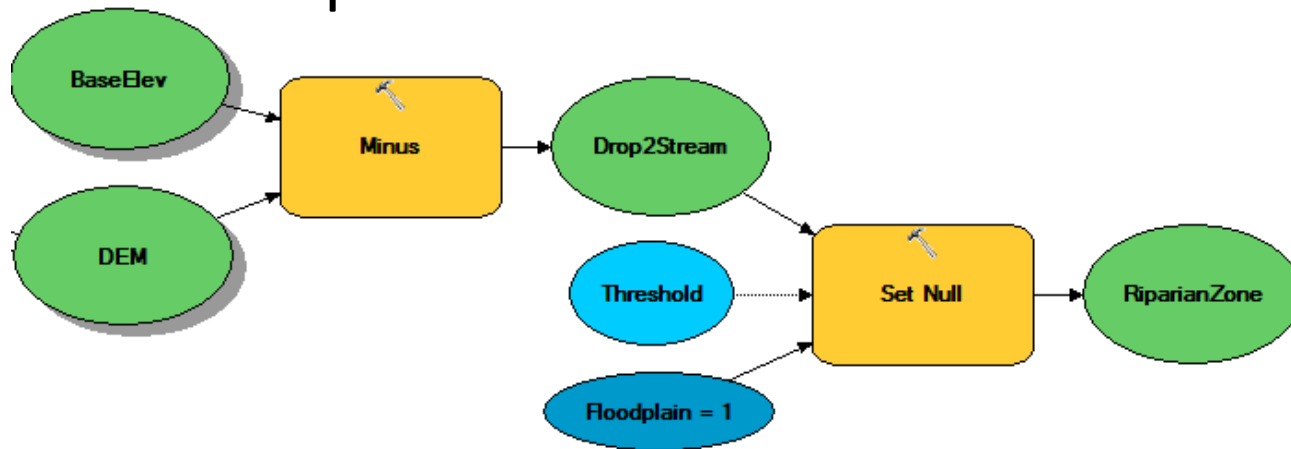 BaseElev
Minus
Drop2Stream
DEM
Threshold
Set Null
RiparianZone
Floodplain = 1